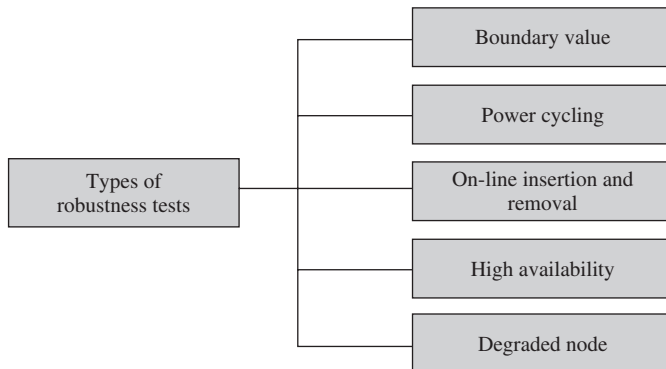 Boundary value
Power cycling
Types of
robustness tests
On-line insertion and
removal
High availability
Degraded node